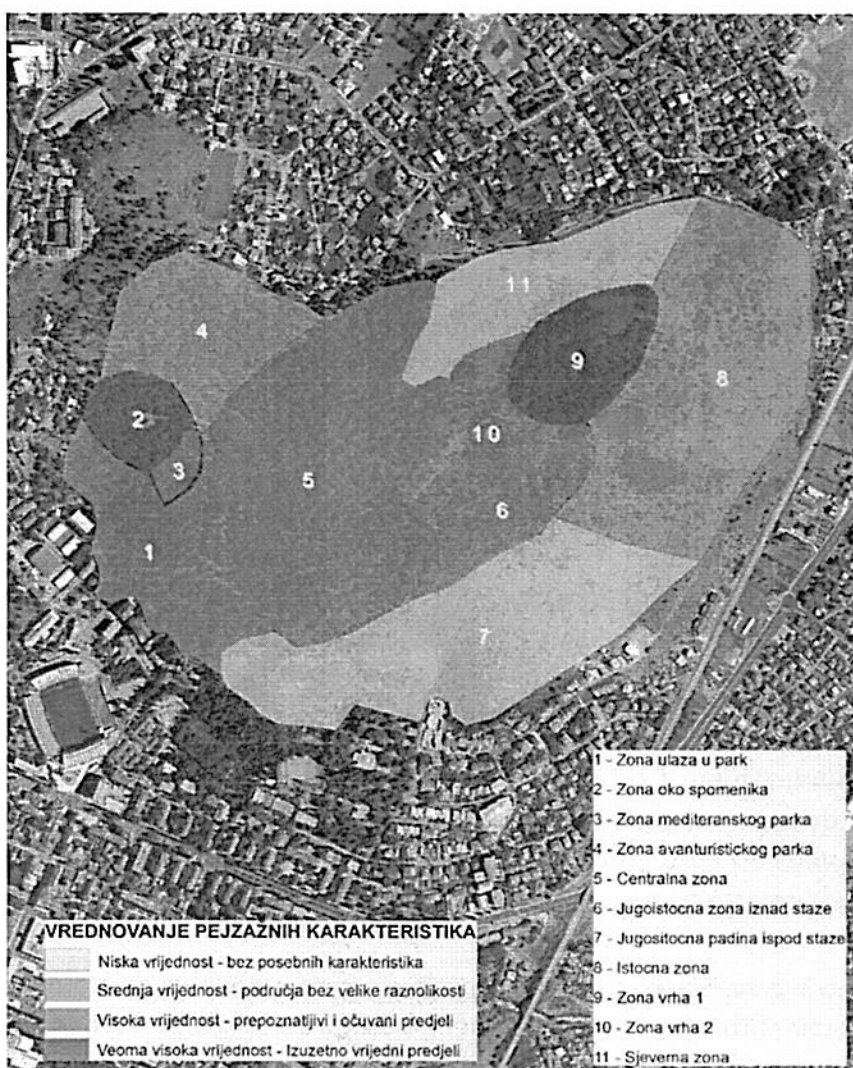 11
4
9
8
2
10
3
5
6
1
7
1 - Zona ulaza u park
2 - Zona oko spomenika
3 - Zona mediteranskog parka
4 - Zona avanturistickog parka
5 - Centralna zona
6 - Jugoistocna zona iznad staze
7 - Jugositocna padina ispod staze
8 - Istocna zona
9 - Zona vrha 1
10 - Zona vrha 2
11 - Sjeverna zona
VREDNOVANJE PEJZAŽNIH KARAKTERISTIKA
Niska vrijednost - bez posebnih karakteristika
Srednja vrijednost - područja bez velike raznolikosti
Visoka vrijednost - prepoznatljivi i očuvani predjeli
Veoma visoka vrijednost - Izuzetno vrijedni predjeli